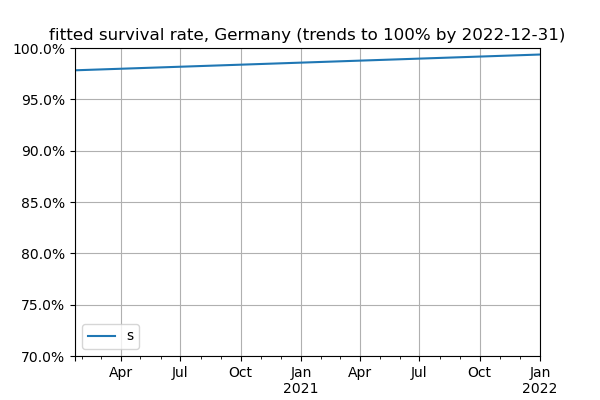 fitted survival rate, Germany (trends to 100% by 2022-12-31)
100.0%
95.0%
90.0%
85.0%
80.0%
75.0%
70.0%
s
Apr Jul Oct Jan Apr Jul Oct Jan
2021 2022